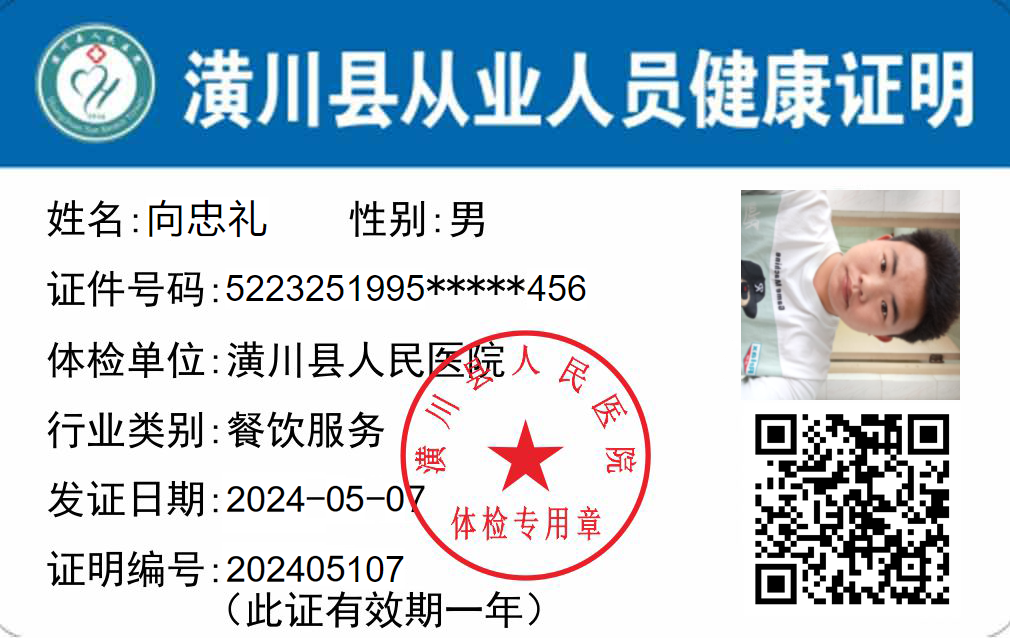 潢川县从业人员健康证明
姓名:向忠礼 性别:男
证件号码:5223251995*****456
体检单位:潢川县人民医院
行业类别:餐饮服务
发证日期:2024-05-07
证明编号:202405107
(此证有效期一年)
潢川县人民医院
体检专用章